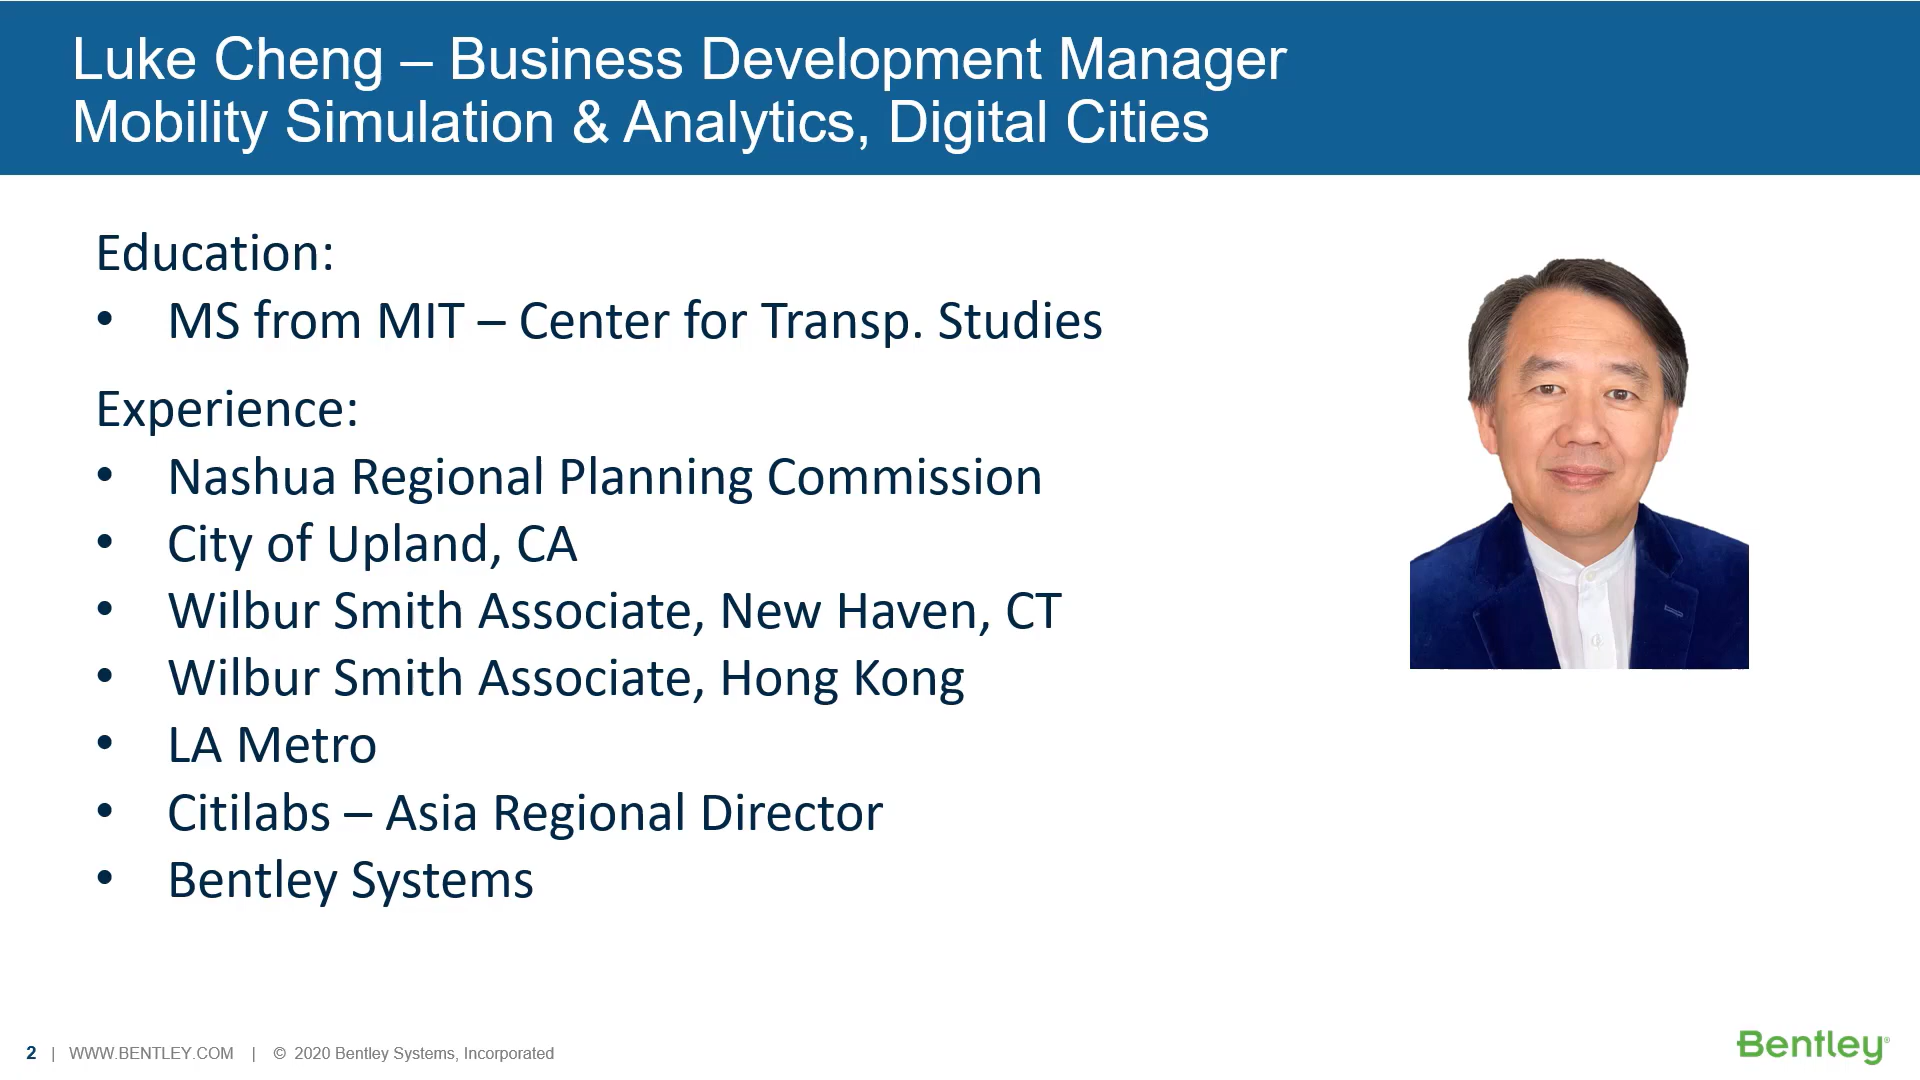 Luke Cheng – Business Development Manager
Mobility Simulation & Analytics, Digital Cities
Education:
• MS from MIT – Center for Transp. Studies
Experience:
• Nashua Regional Planning Commission
• City of Upland, CA
• Wilbur Smith Associate, New Haven, CT
• Wilbur Smith Associate, Hong Kong
• LA Metro
• Citilabs – Asia Regional Director
• Bentley Systems
2 | WWW.BENTLEY.COM | © 2020 Bentley Systems, Incorporated
Bentley®